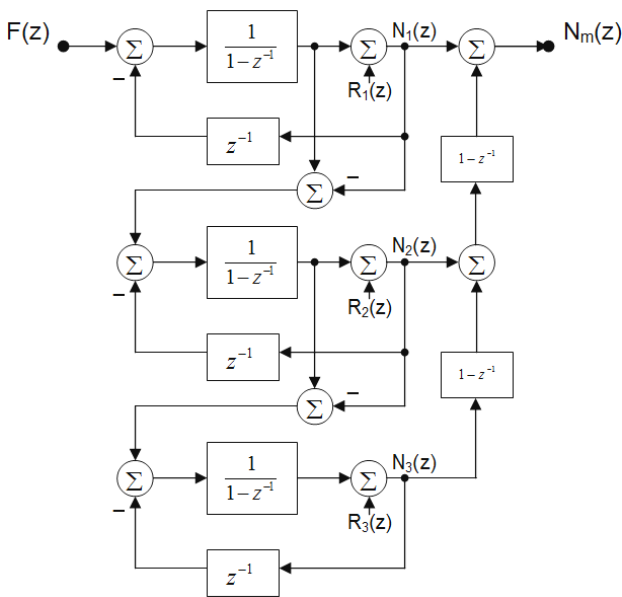 F(z)
Σ
1
1−z⁻¹
Σ
N₁(z)
Σ
Nₘ(z)
−
R₁(z)
z⁻¹
1−z⁻¹
−
Σ
Σ
1
1−z⁻¹
Σ
N₂(z)
Σ
−
R₂(z)
z⁻¹
1−z⁻¹
−
Σ
Σ
1
1−z⁻¹
Σ
N₃(z)
−
R₃(z)
z⁻¹